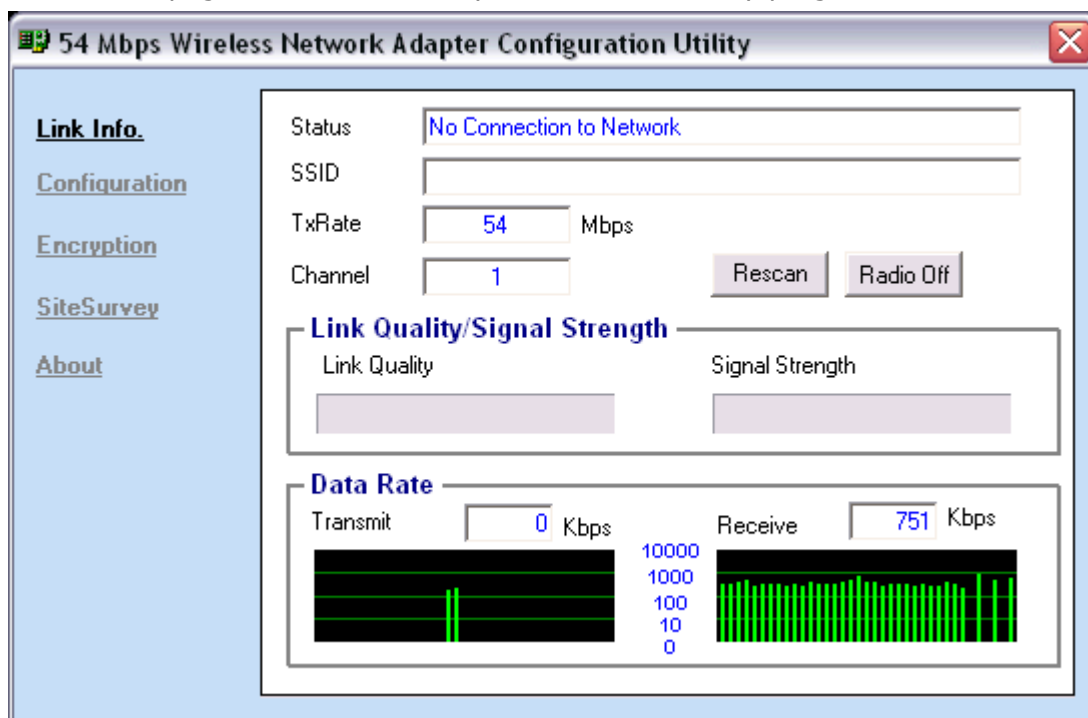 54 Mbps Wireless Network Adapter Configuration Utility
Link Info.
Configuration
Encryption
SiteSurvey
About
Status No Connection to Network
SSID
TxRate 54 Mbps
Channel 1 Rescan Radio Off
Link Quality/Signal Strength
Link Quality Signal Strength
Data Rate
Transmit 0 Kbps Receive 751 Kbps
10000
1000
100
10
0